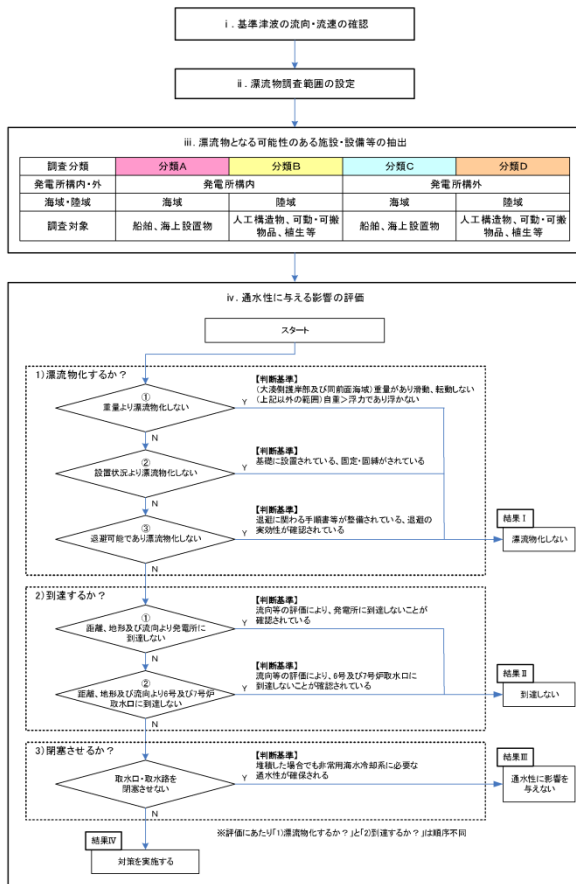 ⅰ．基準津波の流向・流速の確認
ⅱ．漂流物調査範囲の設定
ⅲ．漂流物となる可能性のある施設・設備等の抽出
調査分類 分類A 分類B 分類C 分類D
発電所構内・外 発電所構内 発電所構外
海域・陸域 海域 陸域 海域 陸域
調査対象 船舶、海上設置物 人工構造物、可動・可搬物品、植生等 船舶、海上設置物 人工構造物、可動・可搬物品、植生等
ⅳ．通水性に与える影響の評価
スタート
1)漂流物化するか？
①
重量より漂流物化しない
Y
N
【判断基準】
(大湊側護岸部及び同前面海域)重量があり滑動、転動しない
(上記以外の範囲)自重＞浮力であり浮かない
②
設置状況より漂流物化しない
Y
N
【判断基準】
基礎に設置されている、固定・固縛がされている
③
退避可能であり漂流物化しない
Y
N
【判断基準】
退避に関わる手順書等が整備されている、退避の
実効性が確認されている
結果Ⅰ
漂流物化しない
2)到達するか？
①
距離、地形及び流向より発電所に
到達しない
Y
N
【判断基準】
流向等の評価により、発電所に到達しないことが
確認されている
②
距離、地形及び流向より6号及び7号炉
取水口に到達しない
Y
N
【判断基準】
流向等の評価により、6号及び7号炉取水口に
到達しないことが確認されている
結果Ⅱ
到達しない
3)閉塞させるか？
取水口・取水路を
閉塞させない
Y
N
【判断基準】
堆積した場合でも非常用海水冷却系に必要な
通水性が確保される
結果Ⅲ
通水性に影響を
与えない
結果Ⅳ
対策を実施する
※評価にあたり「1)漂流物化するか？」と「2)到達するか？」は順序不同